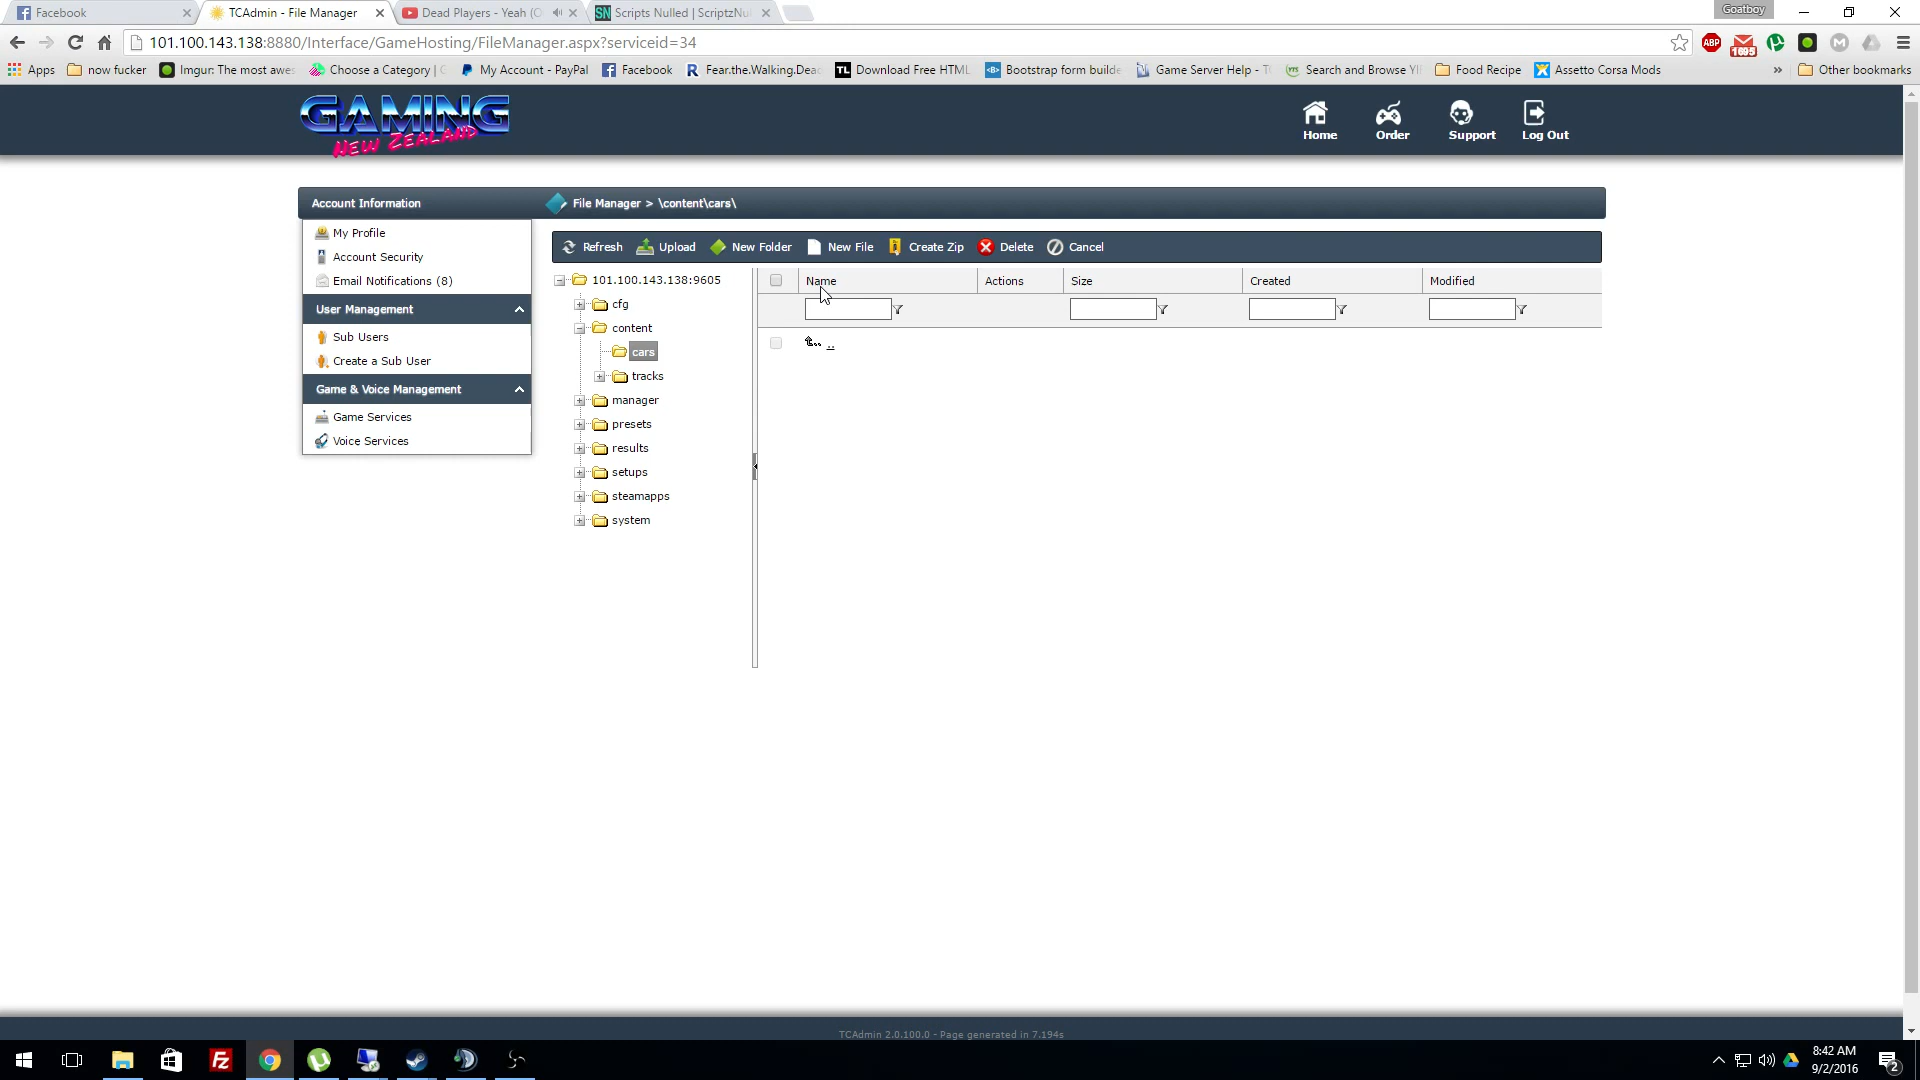 Facebook
TCAdmin - File Manager
Dead Players - Yeah (O
Scripts Nulled | ScriptzNul
Goatboy
101.100.143.138:8880/Interface/GameHosting/FileManager.aspx?serviceid=34
ABP
1695
Apps
now fucker
Imgur: The most awes
Choose a Category |
My Account - PayPal
Facebook
Fear.the.Walking.Dea
Download Free HTML
Bootstrap form builde
Game Server Help - T
Search and Browse YI
Food Recipe
Assetto Corsa Mods
»
Other bookmarks
GAMING
NEW ZEALAND
Home
Order
Support
Log Out
Account Information
File Manager > \content\cars\
My Profile
Account Security
Email Notifications (8)
User Management
Sub Users
Create a Sub User
Game & Voice Management
Game Services
Voice Services
Refresh
Upload
New Folder
New File
Create Zip
Delete
Cancel
101.100.143.138:9605
cfg
content
cars
tracks
manager
presets
results
setups
steamapps
system
Name
Actions
Size
Created
Modified
..
TCAdmin 2.0.100.0 - Page generated in 7.194s
8:42 AM
9/2/2016
2